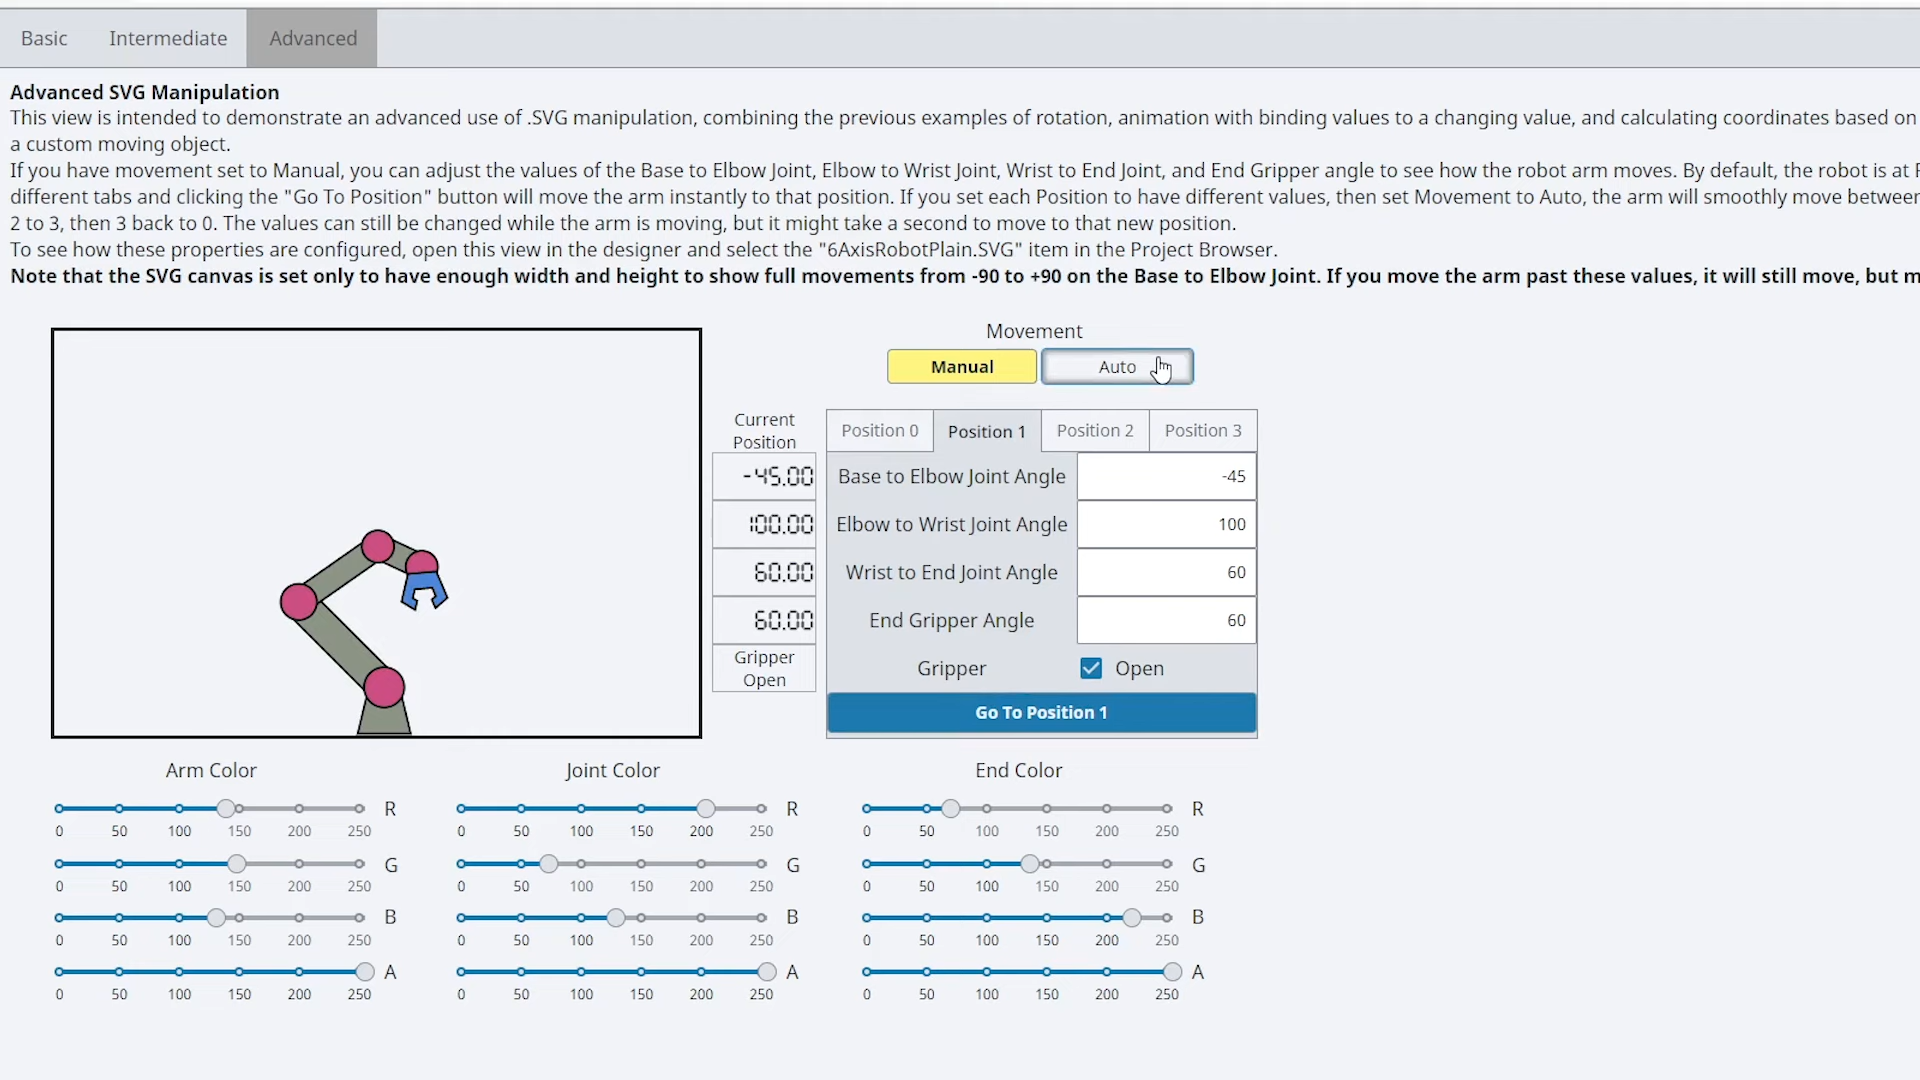 Basic Intermediate Advanced
Advanced SVG Manipulation
This view is intended to demonstrate an advanced use of .SVG manipulation, combining the previous examples of rotation, animation with binding values to a changing value, and calculating coordinates based on
a custom moving object.
If you have movement set to Manual, you can adjust the values of the Base to Elbow Joint, Elbow to Wrist Joint, Wrist to End Joint, and End Gripper angle to see how the robot arm moves. By default, the robot is at
different tabs and clicking the "Go To Position" button will move the arm instantly to that position. If you set each Position to have different values, then set Movement to Auto, the arm will smoothly move between
2 to 3, then 3 back to 0. The values can still be changed while the arm is moving, but it might take a second to move to that new position.
To see how these properties are configured, open this view in the designer and select the "6AxisRobotPlain.SVG" item in the Project Browser.
Note that the SVG canvas is set only to have enough width and height to show full movements from -90 to +90 on the Base to Elbow Joint. If you move the arm past these values, it will still move, but
Movement
Manual Auto
Current
Position
-45.00
100.00
60.00
60.00
Gripper
Open
Position 0 Position 1 Position 2 Position 3
Base to Elbow Joint Angle -45
Elbow to Wrist Joint Angle 100
Wrist to End Joint Angle 60
End Gripper Angle 60
Gripper Open
Go To Position 1
Arm Color
R
0 50 100 150 200 250
G
0 50 100 150 200 250
B
0 50 100 150 200 250
A
0 50 100 150 200 250
Joint Color
R
0 50 100 150 200 250
G
0 50 100 150 200 250
B
0 50 100 150 200 250
A
0 50 100 150 200 250
End Color
R
0 50 100 150 200 250
G
0 50 100 150 200 250
B
0 50 100 150 200 250
A
0 50 100 150 200 250